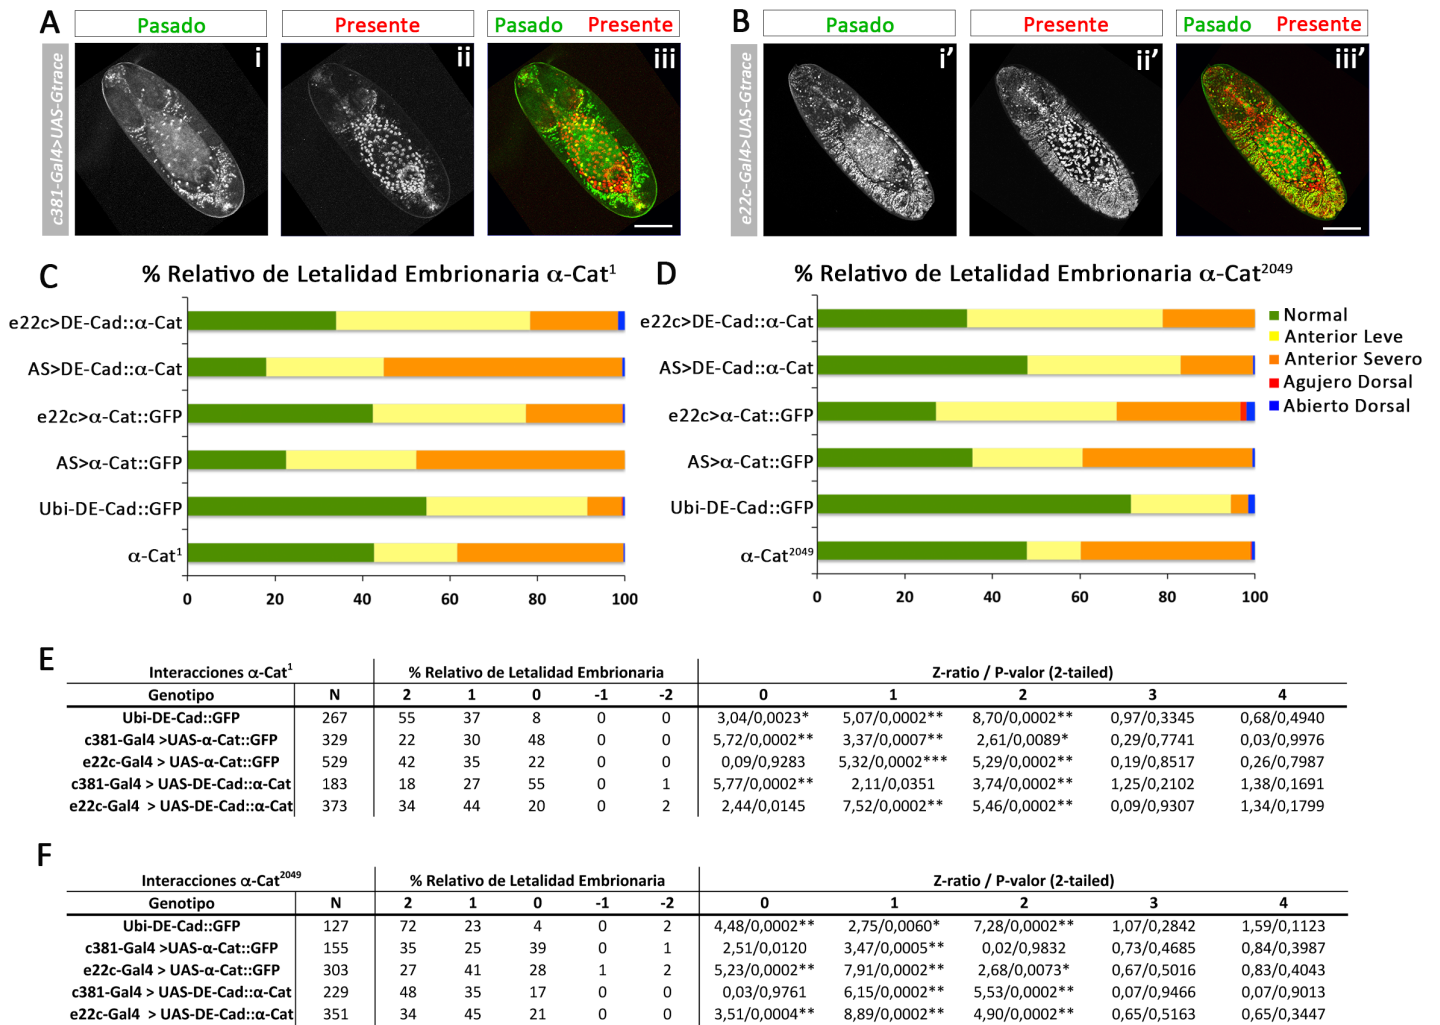 A
Pasado
Presente
Pasado Presente
c381-Gal4>UAS-Gtrace
i
ii
iii
B
Pasado
Presente
Pasado Presente
e22c-Gal4>UAS-Gtrace
i’
ii’
iii’
C
% Relativo de Letalidad Embrionaria α-Cat¹
e22c>DE-Cad::α-Cat
AS>DE-Cad::α-Cat
e22c>α-Cat::GFP
AS>α-Cat::GFP
Ubi-DE-Cad::GFP
α-Cat¹
0 20 40 60 80 100
D
% Relativo de Letalidad Embrionaria α-Cat²⁰⁴⁹
e22c>DE-Cad::α-Cat
AS>DE-Cad::α-Cat
e22c>α-Cat::GFP
AS>α-Cat::GFP
Ubi-DE-Cad::GFP
α-Cat²⁰⁴⁹
0 20 40 60 80 100
Normal
Anterior Leve
Anterior Severo
Agujero Dorsal
Abierto Dorsal
E
Interacciones α-Cat¹ % Relativo de Letalidad Embrionaria Z-ratio / P-valor (2-tailed)
Genotipo N 2 1 0 -1 -2 0 1 2 3 4
Ubi-DE-Cad::GFP 267 55 37 8 0 0 3,04/0,0023* 5,07/0,0002** 8,70/0,0002** 0,97/0,3345 0,68/0,4940
c381-Gal4 >UAS-α-Cat::GFP 329 22 30 48 0 0 5,72/0,0002** 3,37/0,0007** 2,61/0,0089* 0,29/0,7741 0,03/0,9976
e22c-Gal4 > UAS-α-Cat::GFP 529 42 35 22 0 0 0,09/0,9283 5,32/0,0002*** 5,29/0,0002** 0,19/0,8517 0,26/0,7987
c381-Gal4 > UAS-DE-Cad::α-Cat 183 18 27 55 0 1 5,77/0,0002** 2,11/0,0351 3,74/0,0002** 1,25/0,2102 1,38/0,1691
e22c-Gal4 > UAS-DE-Cad::α-Cat 373 34 44 20 0 2 2,44/0,0145 7,52/0,0002** 5,46/0,0002** 0,09/0,9307 1,34/0,1799
F
Interacciones α-Cat²⁰⁴⁹ % Relativo de Letalidad Embrionaria Z-ratio / P-valor (2-tailed)
Genotipo N 2 1 0 -1 -2 0 1 2 3 4
Ubi-DE-Cad::GFP 127 72 23 4 0 2 4,48/0,0002** 2,75/0,0060* 7,28/0,0002** 1,07/0,2842 1,59/0,1123
c381-Gal4 >UAS-α-Cat::GFP 155 35 25 39 0 1 2,51/0,0120 3,47/0,0005** 0,02/0,9832 0,73/0,4685 0,84/0,3987
e22c-Gal4 > UAS-α-Cat::GFP 303 27 41 28 1 2 5,23/0,0002** 7,91/0,0002** 2,68/0,0073* 0,67/0,5016 0,83/0,4043
c381-Gal4 > UAS-DE-Cad::α-Cat 229 48 35 17 0 0 0,03/0,9761 6,15/0,0002** 5,53/0,0002** 0,07/0,9466 0,07/0,9013
e22c-Gal4 > UAS-DE-Cad::α-Cat 351 34 45 21 0 0 3,51/0,0004** 8,89/0,0002** 4,90/0,0002** 0,65/0,5163 0,65/0,3447